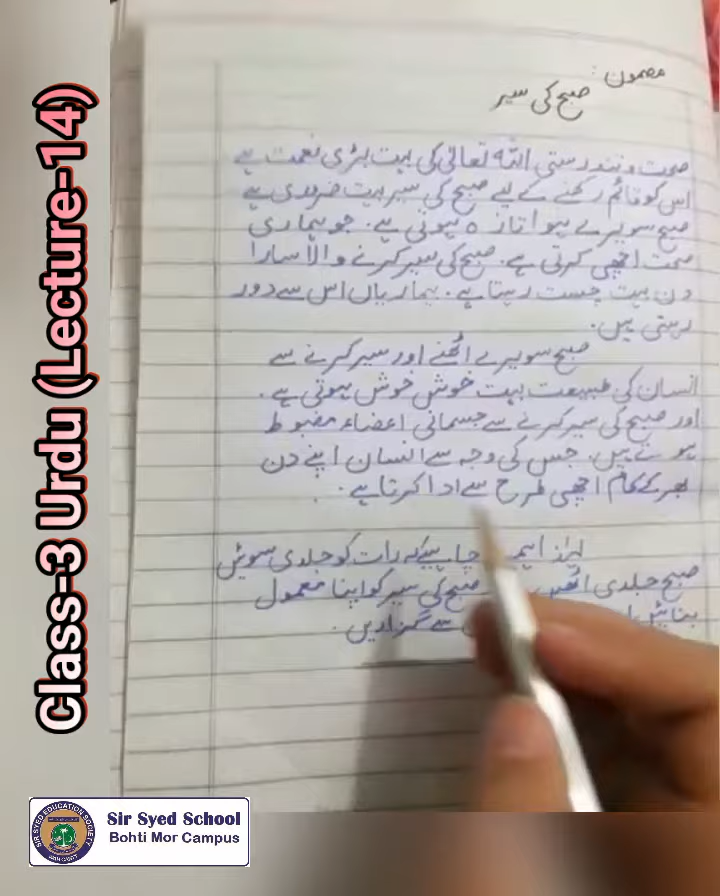 مضمون:
صبح کی سیر
صحت و تندرستی اللہ تعالیٰ کی بہت بڑی نعمت ہے
اس کو قائم رکھنے کے لیے صبح کی سیر بہت ضروری ہے
صبح سویرے ہوا تازہ ہوتی ہے۔ جو ہماری
صحت اچھی کرتی ہے۔ صبح کی سیر کرنے والا سارا
دن بہت چست رہتا ہے۔ بیماریاں اس سے دور
رہتی ہیں۔
صبح سویرے اٹھنے اور سیر کرنے سے
انسان کی طبیعت بہت خوش خوش ہوتی ہے۔
اور صبح کی سیر کرنے سے جسمانی اعضاء مضبوط
ہوتے ہیں۔ جس کی وجہ سے انسان اپنے دن
بھر کے کام اچھی طرح سے ادا کرتا ہے۔
لہٰذا ہمیں چاہیے کہ رات کو جلدی سوئیں
صبح جلدی اٹھیں صبح کی سیر کو اپنا معمول
بنائیں سے گزاریں۔
Class-3 Urdu (Lecture-14)
SIR SYED EDUCATION SOCIETY
Sir Syed School
Bohti Mor Campus